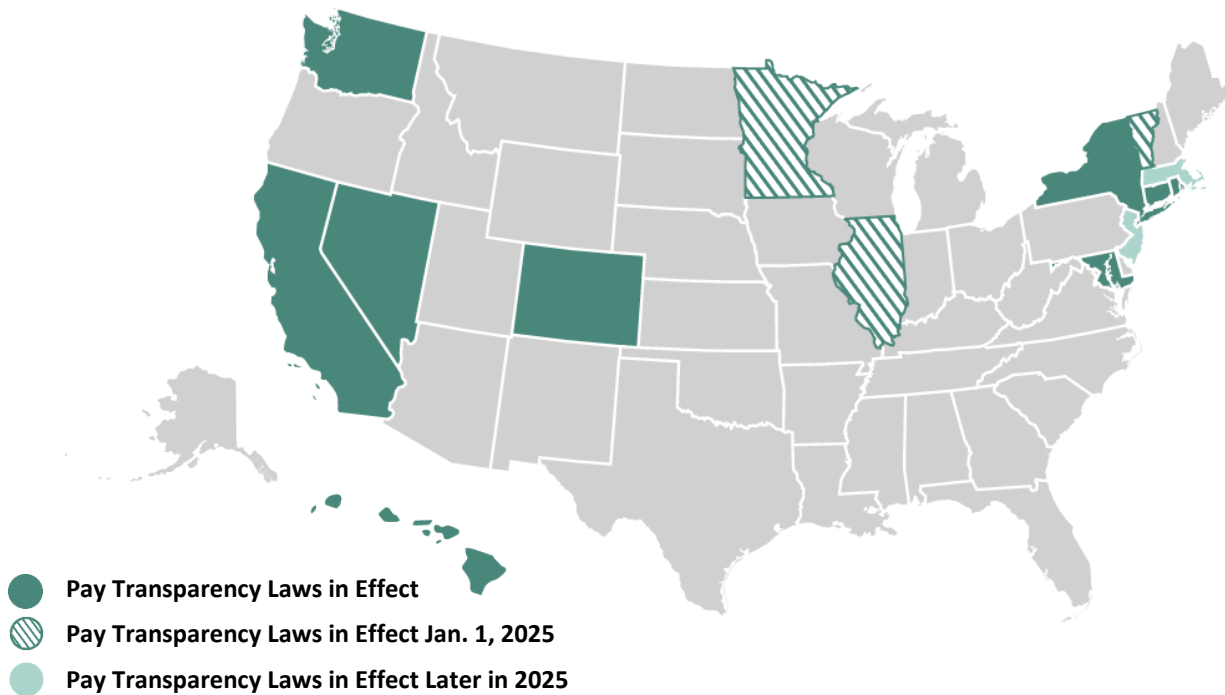 Pay Transparency Laws in Effect
Pay Transparency Laws in Effect Jan. 1, 2025
Pay Transparency Laws in Effect Later in 2025